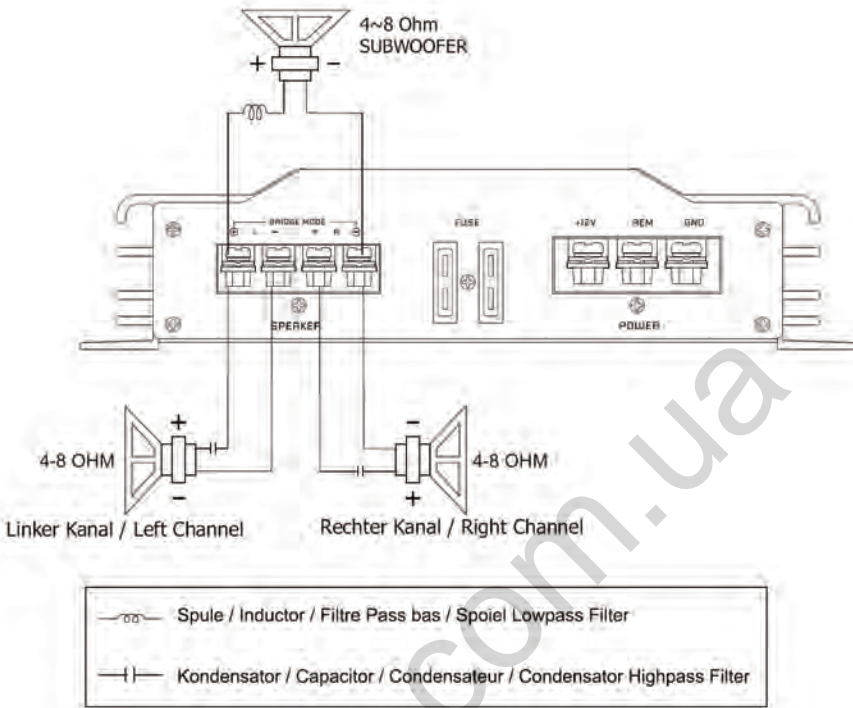 4~8 Ohm
SUBWOOFER
+ -
BRIDGE MODE
+ L - + R -
FUSE
+12V REM GND
SPEAKER
POWER
+ -
4-8 OHM 4-8 OHM
- +
Linker Kanal / Left Channel Rechter Kanal / Right Channel
Spule / Inductor / Filtre Pass bas / Spoiel Lowpass Filter
Kondensator / Capacitor / Condensateur / Condensator Highpass Filter
com.ua